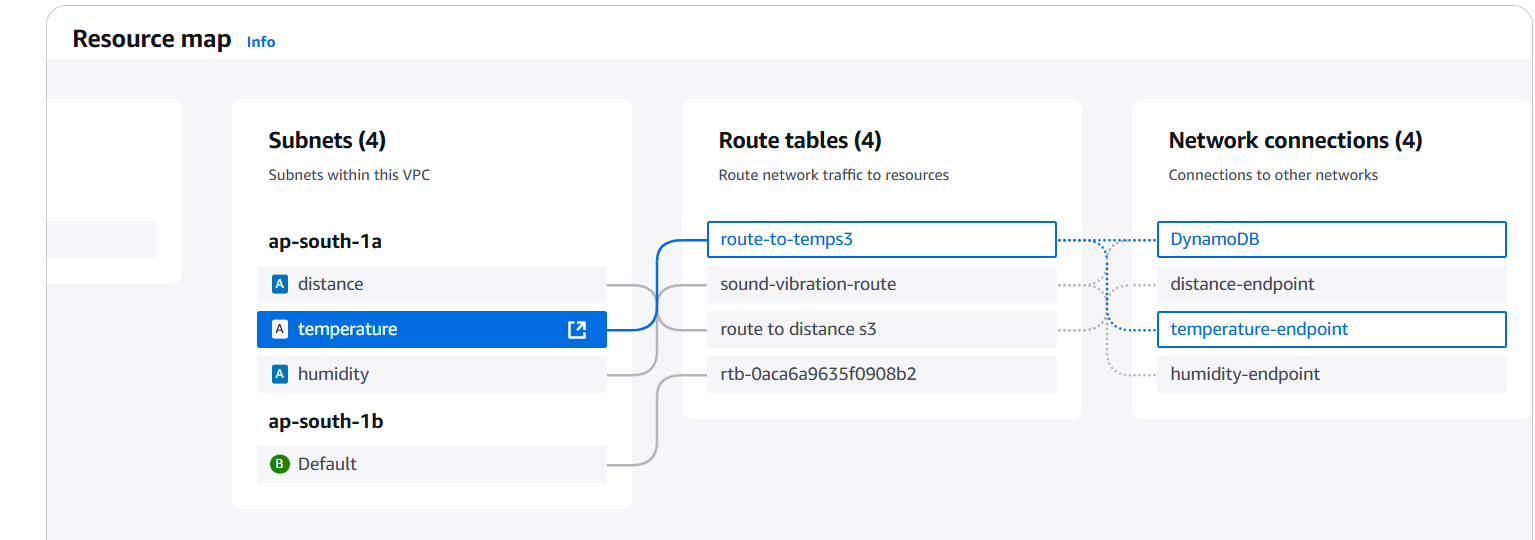 Resource map Info
Subnets (4)
Subnets within this VPC
ap-south-1a
A distance
A temperature
A humidity
ap-south-1b
B Default
Route tables (4)
Route network traffic to resources
route-to-temps3
sound-vibration-route
route to distance s3
rtb-0aca6a9635f0908b2
Network connections (4)
Connections to other networks
DynamoDB
distance-endpoint
temperature-endpoint
humidity-endpoint